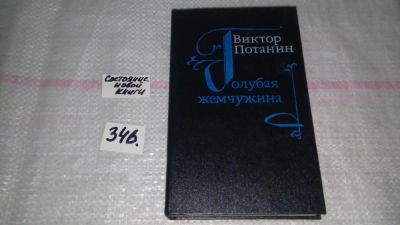 Состояние
новой
книги
346.
Виктор
Потанин
Голубая
жемчужина